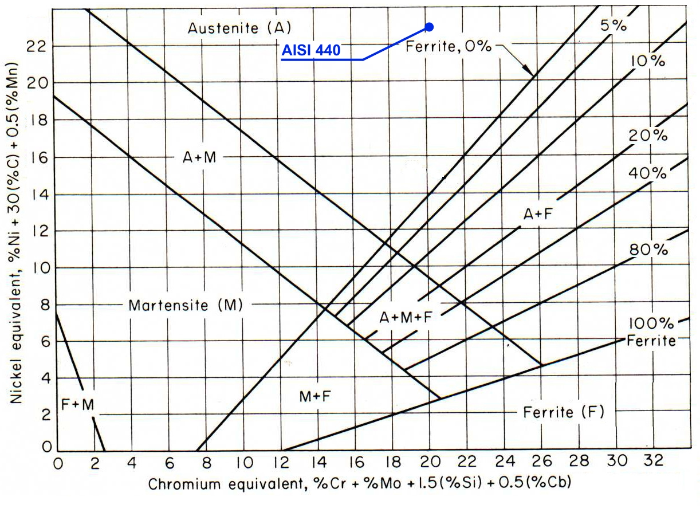 Austenite (A)
AISI 440
Ferrite, 0%
5%
10%
20%
40%
80%
100%
Ferrite
A+M
A+F
Martensite (M)
A+M+F
F+M
M+F
Ferrite (F)
Nickel equivalent, %Ni + 30(%C) + 0.5(%Mn)
22
20
18
16
14
12
10
8
6
4
2
0
0 2 4 6 8 10 12 14 16 18 20 22 24 26 28 30 32
Chromium equivalent, %Cr + %Mo + 1.5(%Si) + 0.5(%Cb)